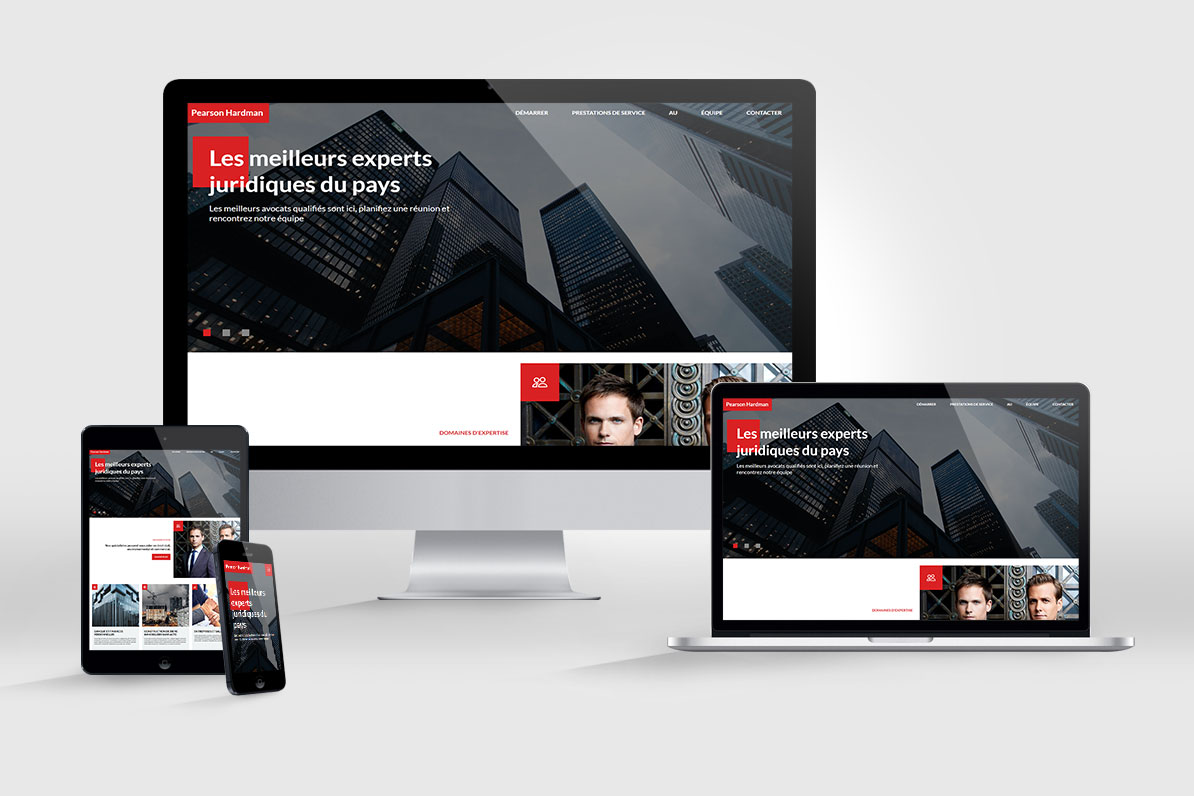 Pearson Hardman
DÉMARRER PRESTATIONS DE SERVICE AU ÉQUIPE CONTACTER
Les meilleurs experts
juridiques du pays
Les meilleurs avocats qualifiés sont ici, planifiez une réunion et
rencontrez notre équipe
DOMAINES D'EXPERTISE
Pearson Hardman
DÉMARRER PRESTATIONS DE SERVICE AU ÉQUIPE CONTACTER
Les meilleurs experts
juridiques du pays
Les meilleurs avocats qualifiés sont ici, planifiez une réunion et
rencontrez notre équipe
DOMAINES D'EXPERTISE
Les meilleurs experts
juridiques du pays
Les meilleurs
experts
juridiques du
pays